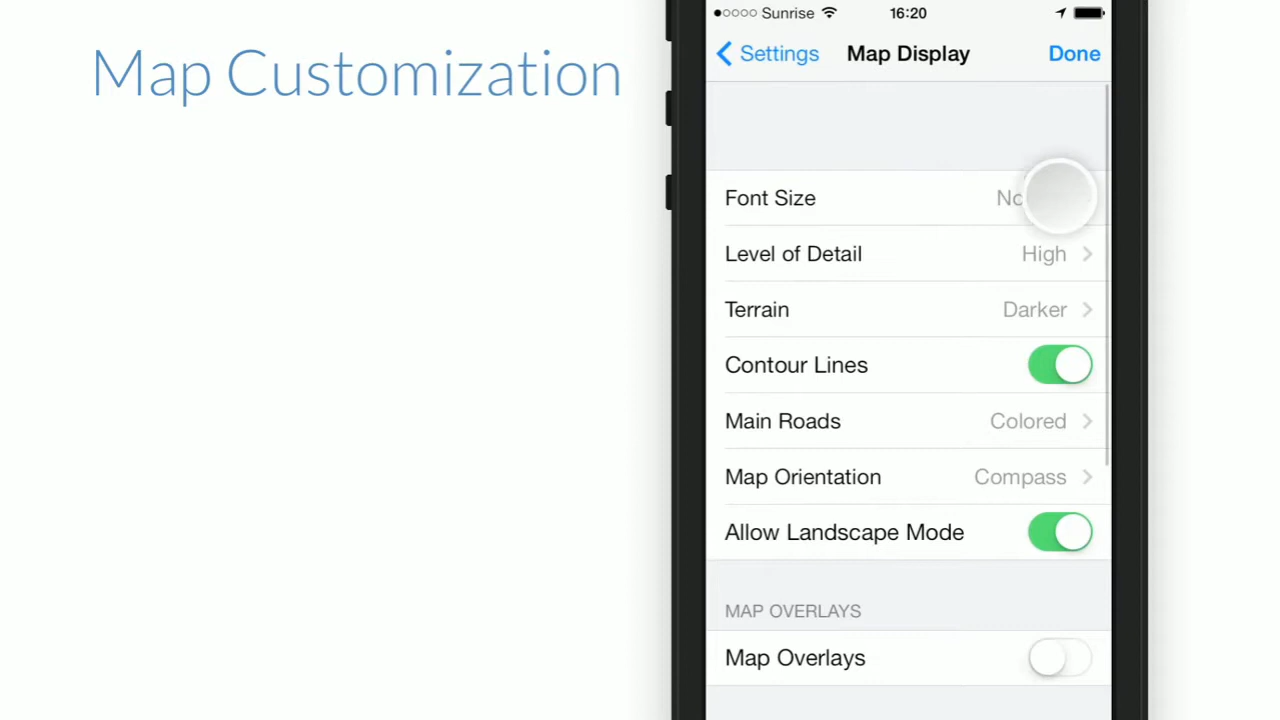 Map Customization
Sunrise 16:20
Settings Map Display Done
Font Size
Level of Detail High
Terrain Darker
Contour Lines
Main Roads Colored
Map Orientation Compass
Allow Landscape Mode
MAP OVERLAYS
Map Overlays